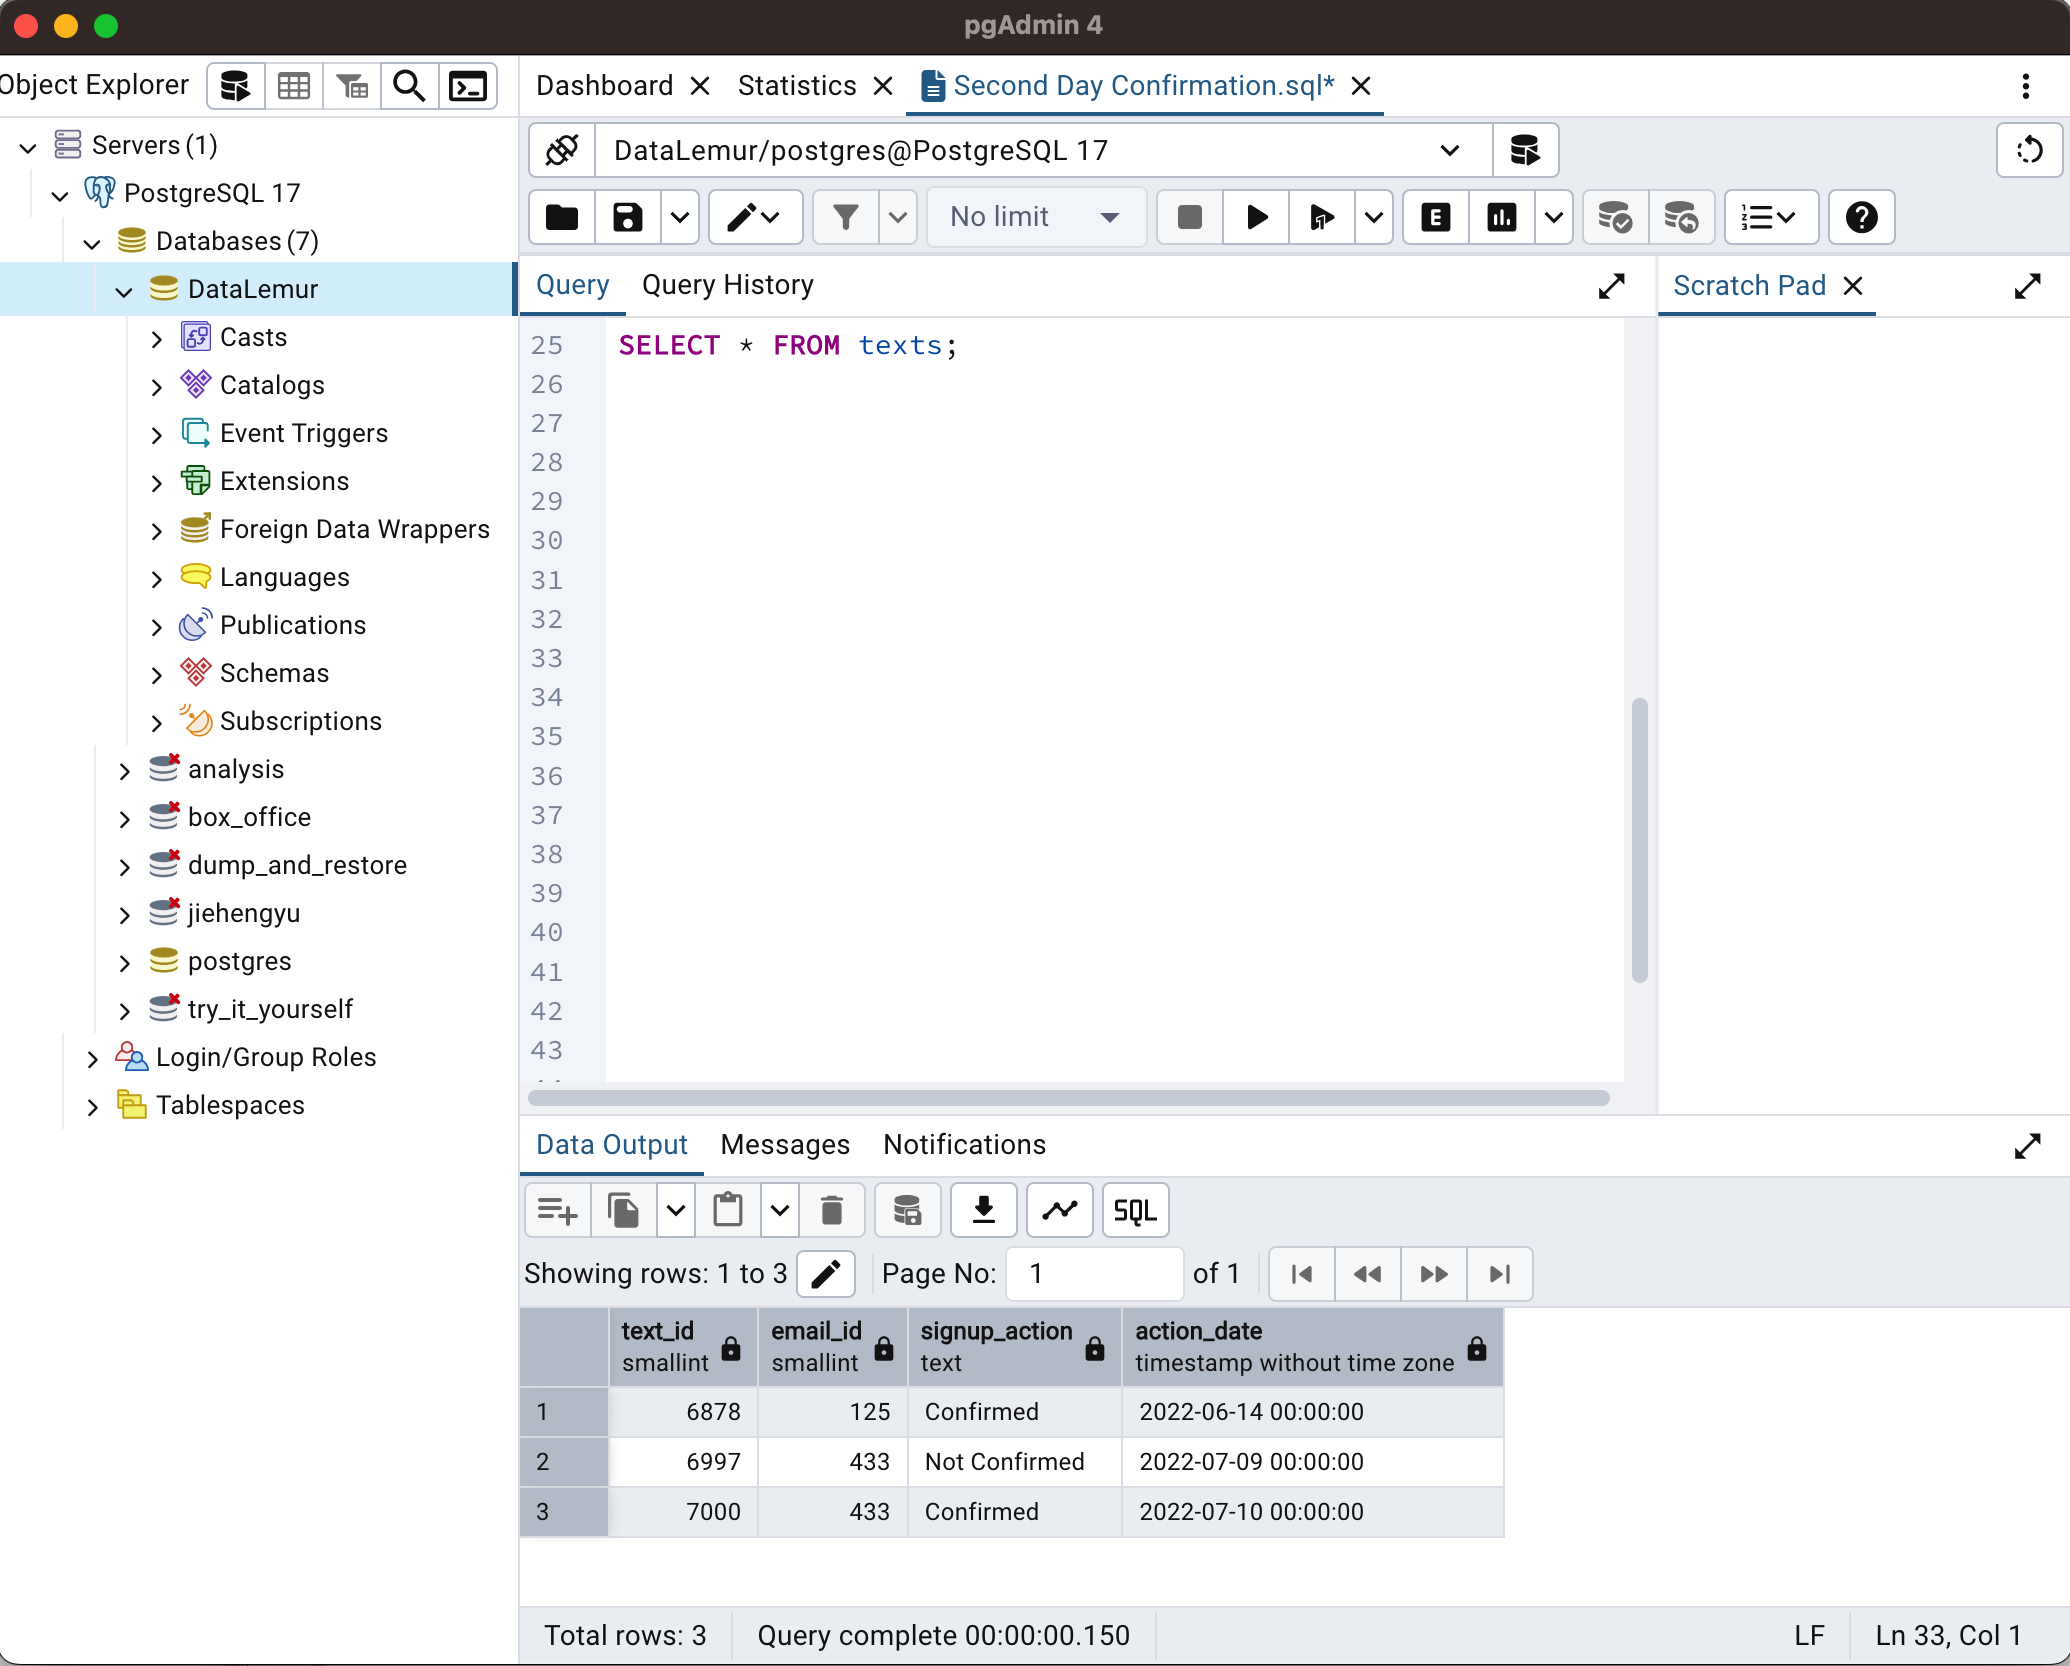 pgAdmin 4
Object Explorer
Dashboard
Statistics
Second Day Confirmation.sql*
Servers (1)
PostgreSQL 17
Databases (7)
DataLemur
Casts
Catalogs
Event Triggers
Extensions
Foreign Data Wrappers
Languages
Publications
Schemas
Subscriptions
analysis
box_office
dump_and_restore
jiehengyu
postgres
try_it_yourself
Login/Group Roles
Tablespaces
DataLemur/postgres@PostgreSQL 17
No limit
E
Query
Query History
Scratch Pad
25 SELECT * FROM texts;
26
27
28
29
30
31
32
33
34
35
36
37
38
39
40
41
42
43
Data Output
Messages
Notifications
SQL
Showing rows: 1 to 3
Page No: 1 of 1
text_id email_id signup_action action_date
smallint smallint text timestamp without time zone
1 6878 125 Confirmed 2022-06-14 00:00:00
2 6997 433 Not Confirmed 2022-07-09 00:00:00
3 7000 433 Confirmed 2022-07-10 00:00:00
Total rows: 3
Query complete 00:00:00.150
LF
Ln 33, Col 1